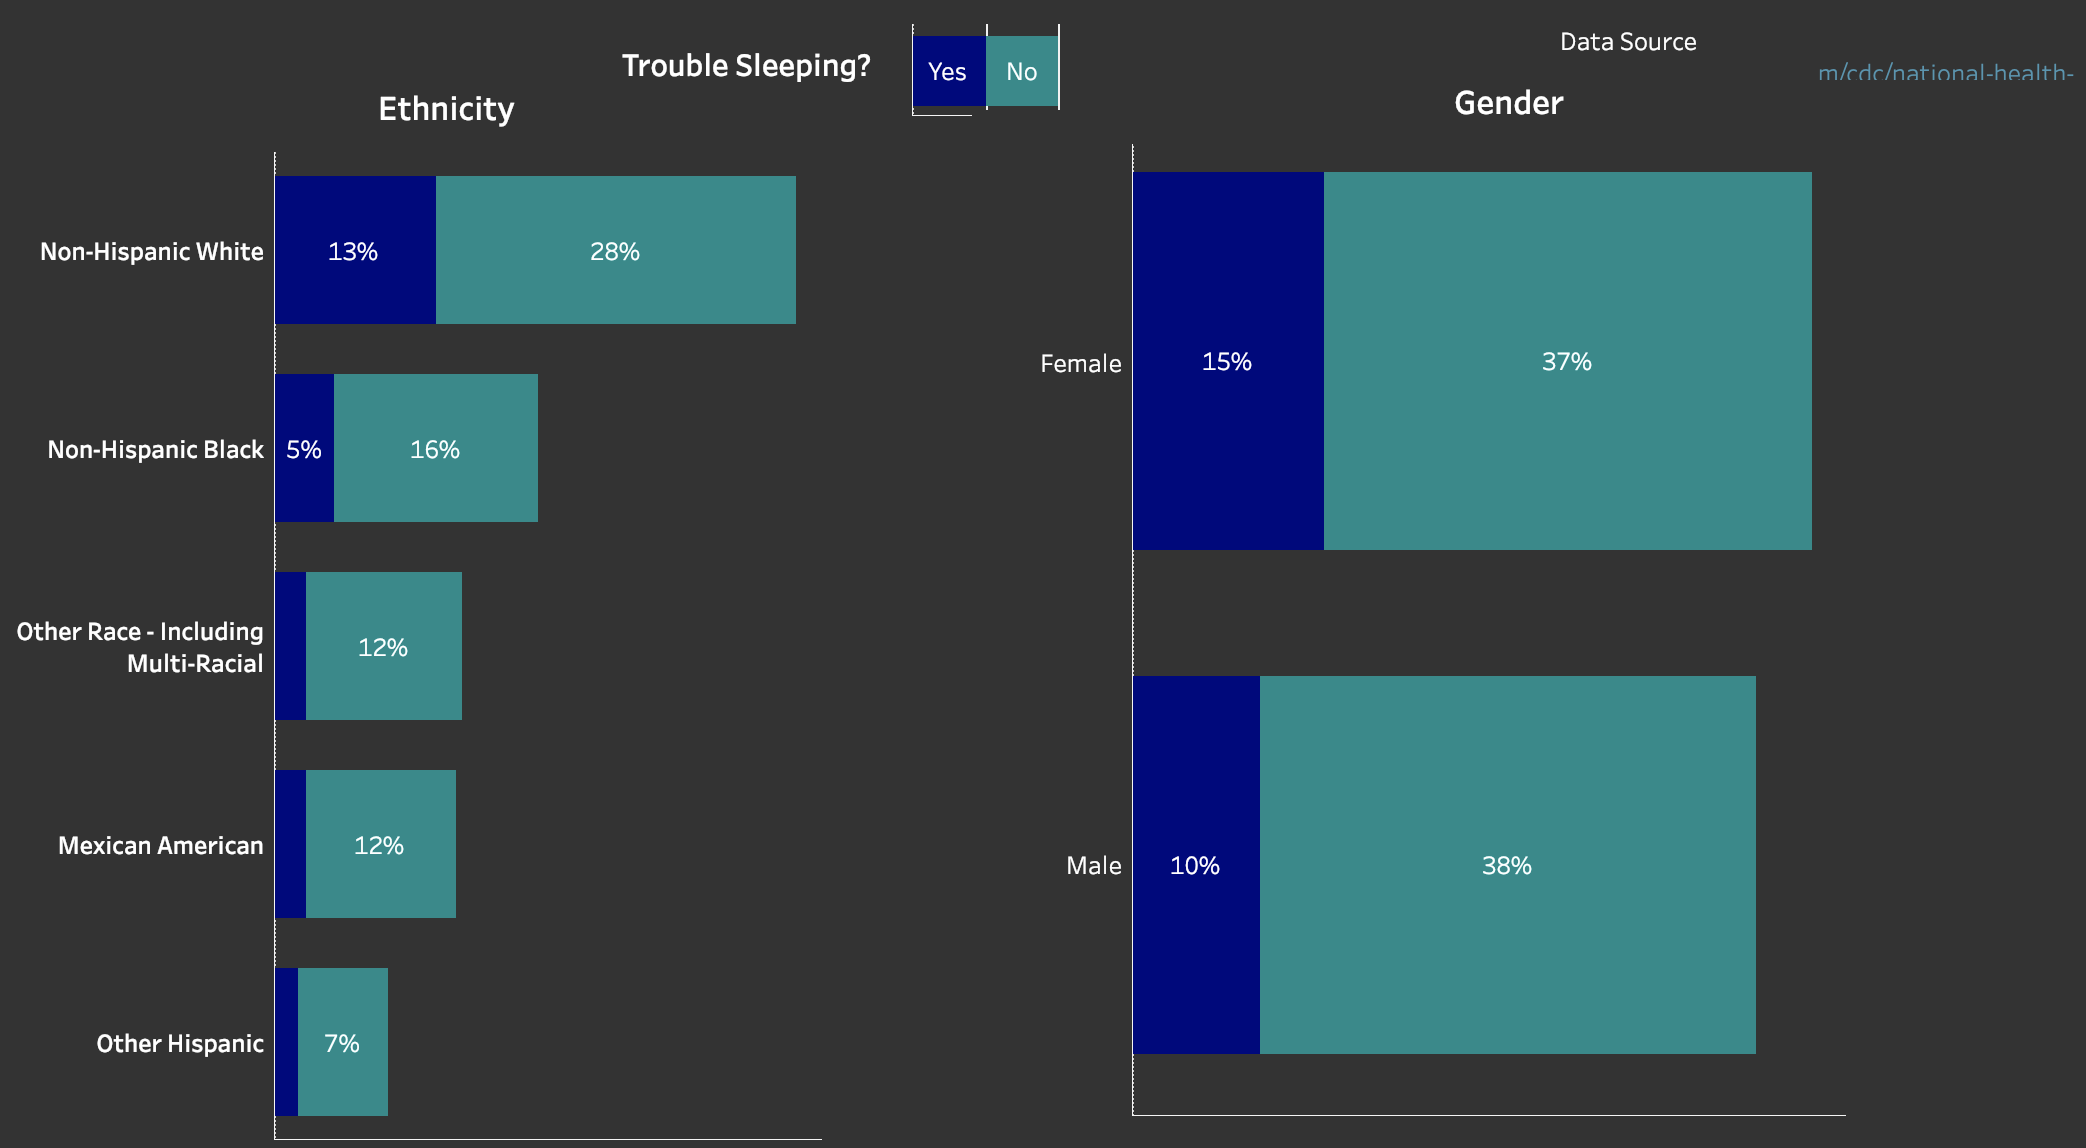 Trouble Sleeping?
Yes
No
Data Source
m/cdc/national-health-
Ethnicity
Non-Hispanic White
13%
28%
Non-Hispanic Black
5%
16%
Other Race - Including
Multi-Racial
12%
Mexican American
12%
Other Hispanic
7%
Gender
Female
15%
37%
Male
10%
38%